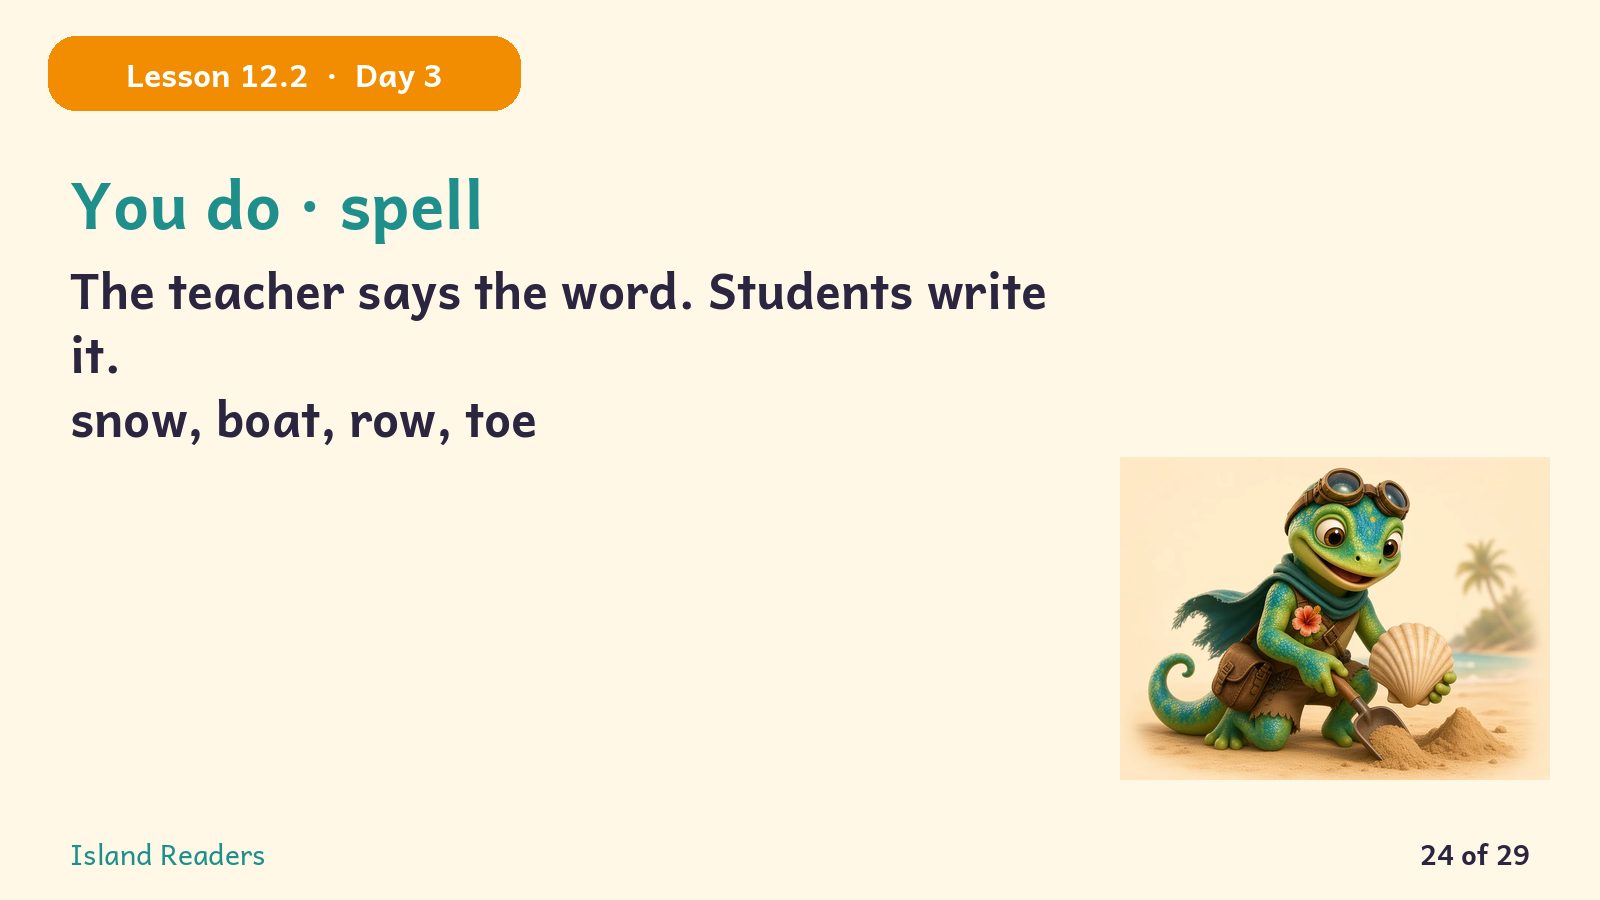 Lesson 12.2 · Day 3
You do · spell
The teacher says the word. Students write
it.
snow, boat, row, toe
Island Readers
24 of 29